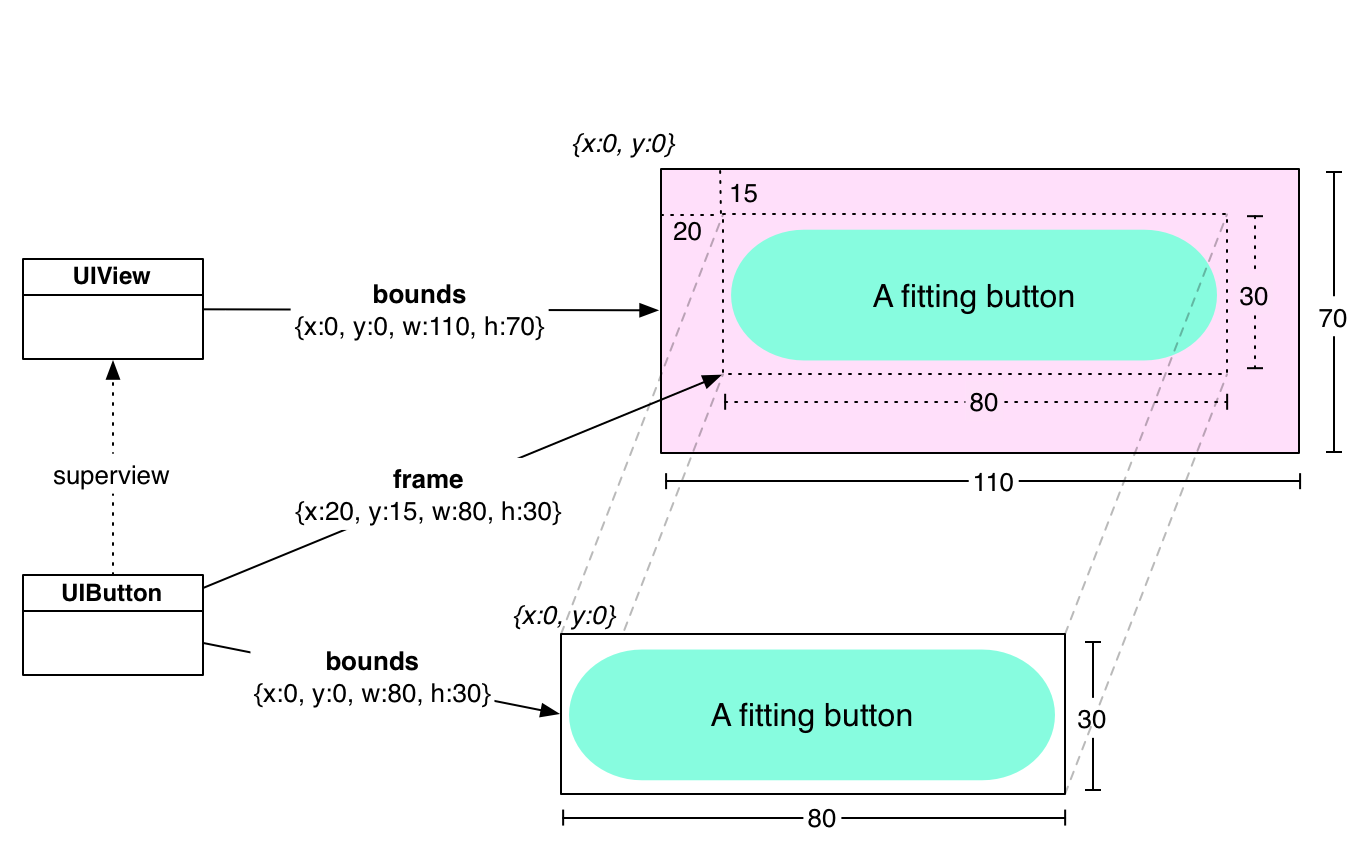 {x:0, y:0}
15
20
UIView
bounds
{x:0, y:0, w:110, h:70}
A fitting button
30
70
80
superview
frame
{x:20, y:15, w:80, h:30}
110
UIButton
{x:0, y:0}
bounds
{x:0, y:0, w:80, h:30}
A fitting button
30
80